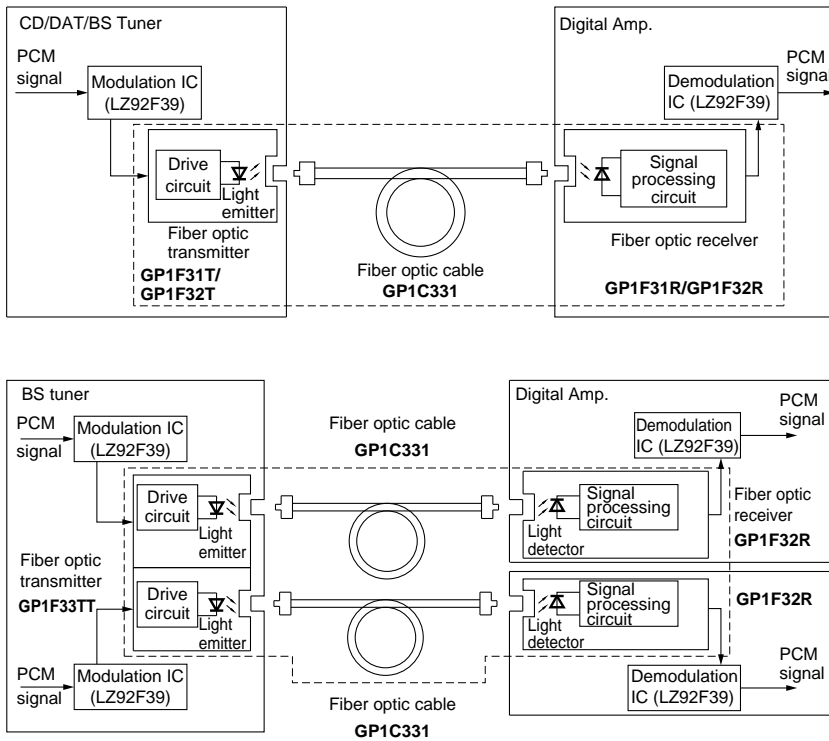 CD/DAT/BS Tuner
PCM
signal
Modulation IC
(LZ92F39)
Drive
circuit
Light
emitter
Fiber optic
transmitter
GP1F31T/
GP1F32T
Fiber optic cable
GP1C331
Digital Amp.
Demodulation
IC (LZ92F39)
PCM
signal
Signal
processing
circuit
Fiber optic recelver
GP1F31R/GP1F32R
BS tuner
PCM
signal
Modulation IC
(LZ92F39)
Drive
circuit
Light
emitter
Fiber optic
transmitter
GP1F33TT
Drive
circuit
Light
emitter
PCM
signal
Modulation IC
(LZ92F39)
Fiber optic cable
GP1C331
Fiber optic cable
GP1C331
Digital Amp.
Demodulation
IC (LZ92F39)
PCM
signal
Signal
processing
circuit
Light
detector
Fiber optic
receiver
GP1F32R
Signal
processing
circuit
Light
detector
GP1F32R
Demodulation
IC (LZ92F39)
PCM
signal